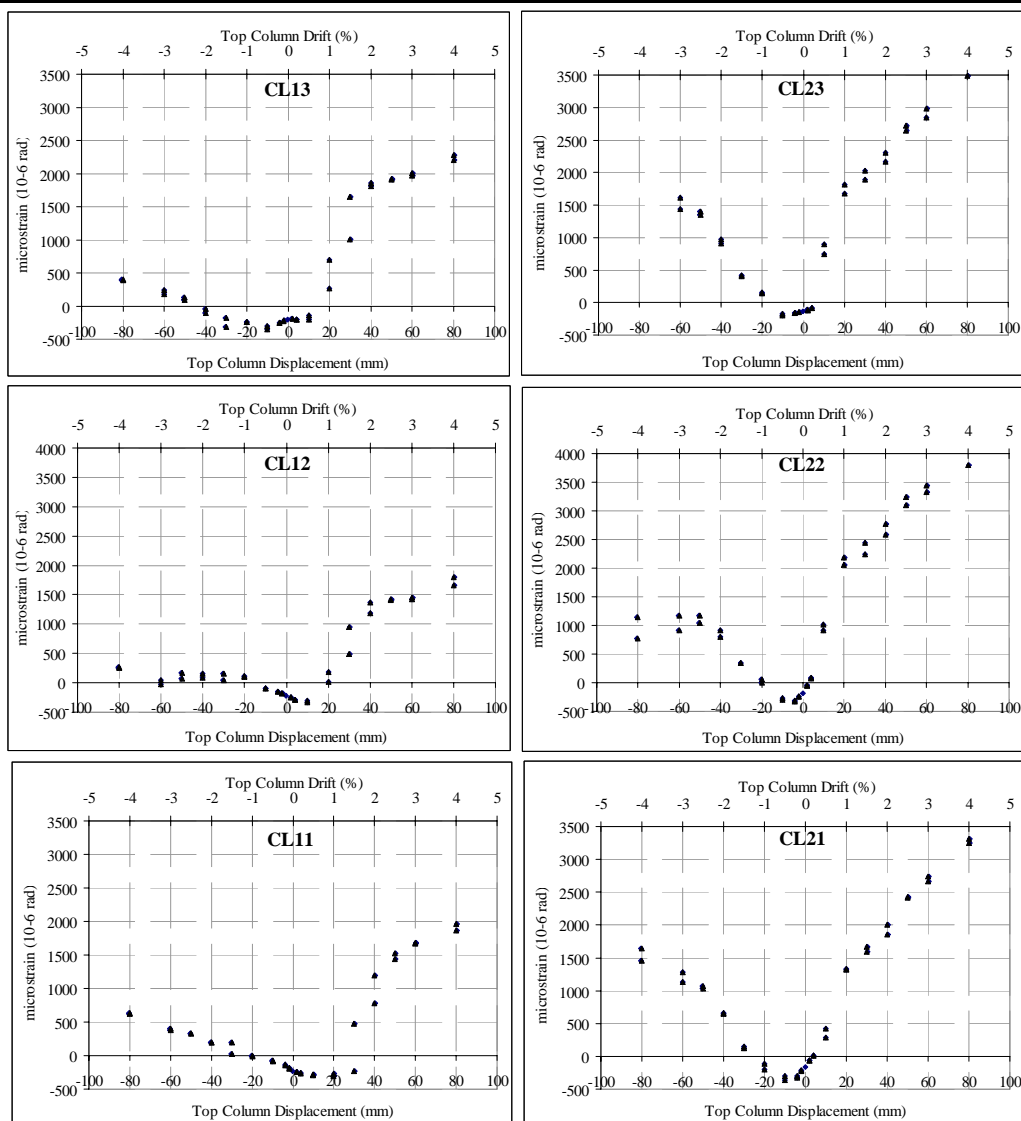 Top Column Drift (%)
-5 -4 -3 -2 -1 0 1 2 3 4 5
CL13
3500
3000
2500
2000
1500
1000
500
0
-500
microstrain (10-6 rad)
-100 -80 -60 -40 -20 0 20 40 60 80 100
Top Column Displacement (mm)
Top Column Drift (%)
-5 -4 -3 -2 -1 0 1 2 3 4 5
CL23
3500
3000
2500
2000
1500
1000
500
0
-500
microstrain (10-6 rad)
-100 -80 -60 -40 -20 0 20 40 60 80 100
Top Column Displacement (mm)
Top Column Drift (%)
-5 -4 -3 -2 -1 0 1 2 3 4 5
CL12
4000
3500
3000
2500
2000
1500
1000
500
0
-500
microstrain (10-6 rad)
-100 -80 -60 -40 -20 0 20 40 60 80 100
Top Column Displacement (mm)
Top Column Drift (%)
-5 -4 -3 -2 -1 0 1 2 3 4 5
CL22
4000
3500
3000
2500
2000
1500
1000
500
0
-500
microstrain (10-6 rad)
-100 -80 -60 -40 -20 0 20 40 60 80 100
Top Column Displacement (mm)
Top Column Drift (%)
-5 -4 -3 -2 -1 0 1 2 3 4 5
CL11
3500
3000
2500
2000
1500
1000
500
0
-500
microstrain (10-6 rad)
-100 -80 -60 -40 -20 0 20 40 60 80 100
Top Column Displacement (mm)
Top Column Drift (%)
-5 -4 -3 -2 -1 0 1 2 3 4 5
CL21
3500
3000
2500
2000
1500
1000
500
0
-500
microstrain (10-6 rad)
-100 -80 -60 -40 -20 0 20 40 60 80 100
Top Column Displacement (mm)